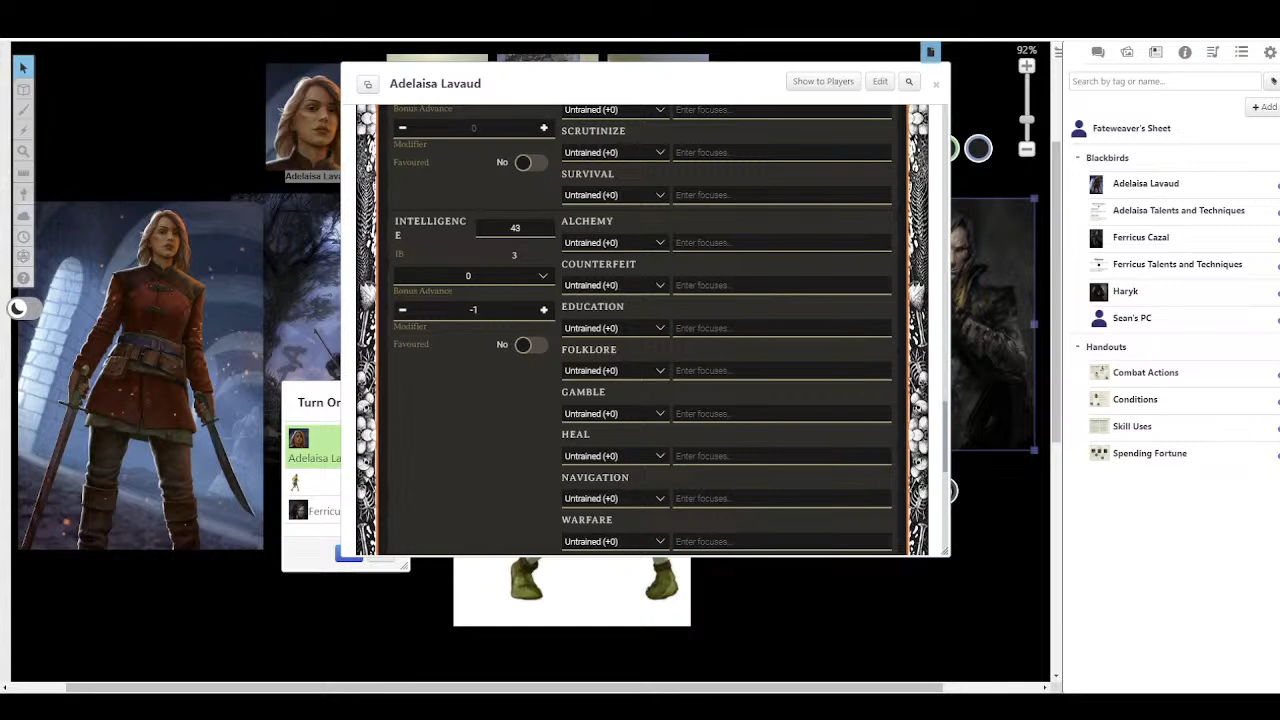 92%
Search by tag or name...
Add
Adelaisa Lavaud
Show to Players
Edit
Adelaisa Lava
Bonus Advance
0
Modifier
Favoured
No
Untrained (+0)
Enter focuses...
SCRUTINIZE
Untrained (+0)
Enter focuses...
SURVIVAL
Untrained (+0)
Enter focuses...
INTELLIGENC
E
43
IB
3
0
Bonus Advance
-1
Modifier
Favoured
No
ALCHEMY
Untrained (+0)
Enter focuses...
COUNTERFEIT
Untrained (+0)
Enter focuses...
EDUCATION
Untrained (+0)
Enter focuses...
FOLKLORE
Untrained (+0)
Enter focuses...
GAMBLE
Untrained (+0)
Enter focuses...
HEAL
Untrained (+0)
Enter focuses...
NAVIGATION
Untrained (+0)
Enter focuses...
WARFARE
Untrained (+0)
Enter focuses...
Turn Or
Adelaisa La
Ferricu
Fateweaver's Sheet
Blackbirds
Adelaisa Lavaud
Adelaisa Talents and Techniques
Ferricus Cazal
Ferricus Talents and Techniques
Haryk
Sean's PC
Handouts
Combat Actions
Conditions
Skill Uses
Spending Fortune